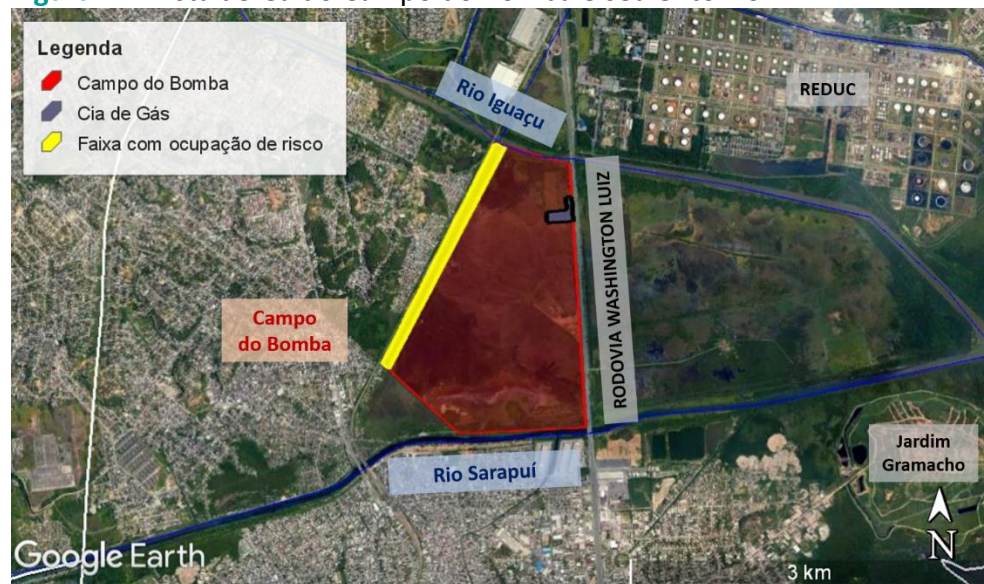 Legenda
Campo do Bomba
Cia de Gás
Faixa com ocupação de risco
Rio Iguaçu
REDUC
RODOVIA WASHINGTON LUIZ
Campo
do Bomba
Rio Sarapuí
Jardim
Gramacho
N
Google Earth
3 km